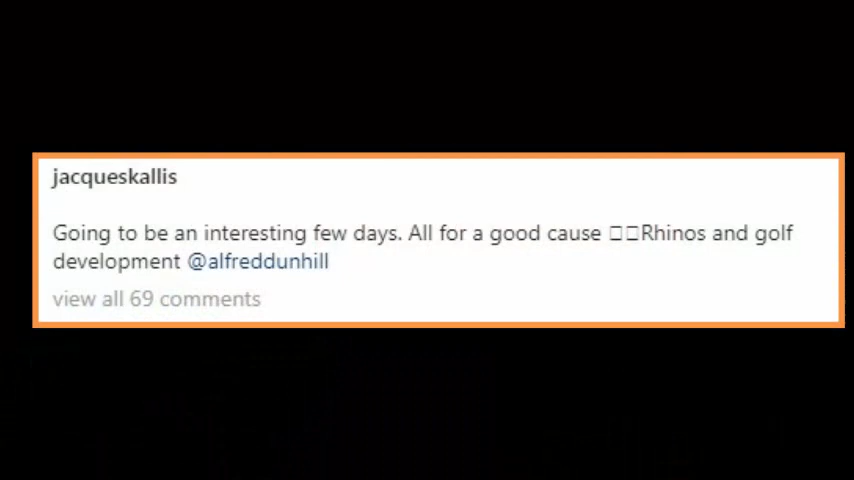 jacqueskallis
Going to be an interesting few days. All for a good cause □□Rhinos and golf
development @alfreddunhill
view all 69 comments